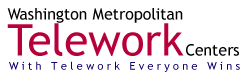 Washington Metropolitan
Telework Centers
With Telework Everyone Wins